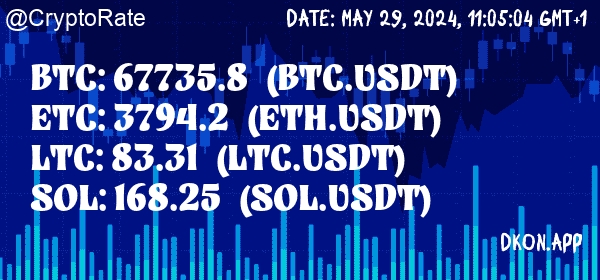 @CryptoRate
DATE: MAY 29, 2024, 11:05:04 GMT+1
BTC: 67735.8 (BTC.USDT)
ETC: 3794.2 (ETH.USDT)
LTC: 83.31 (LTC.USDT)
SOL: 168.25 (SOL.USDT)
DKON.APP